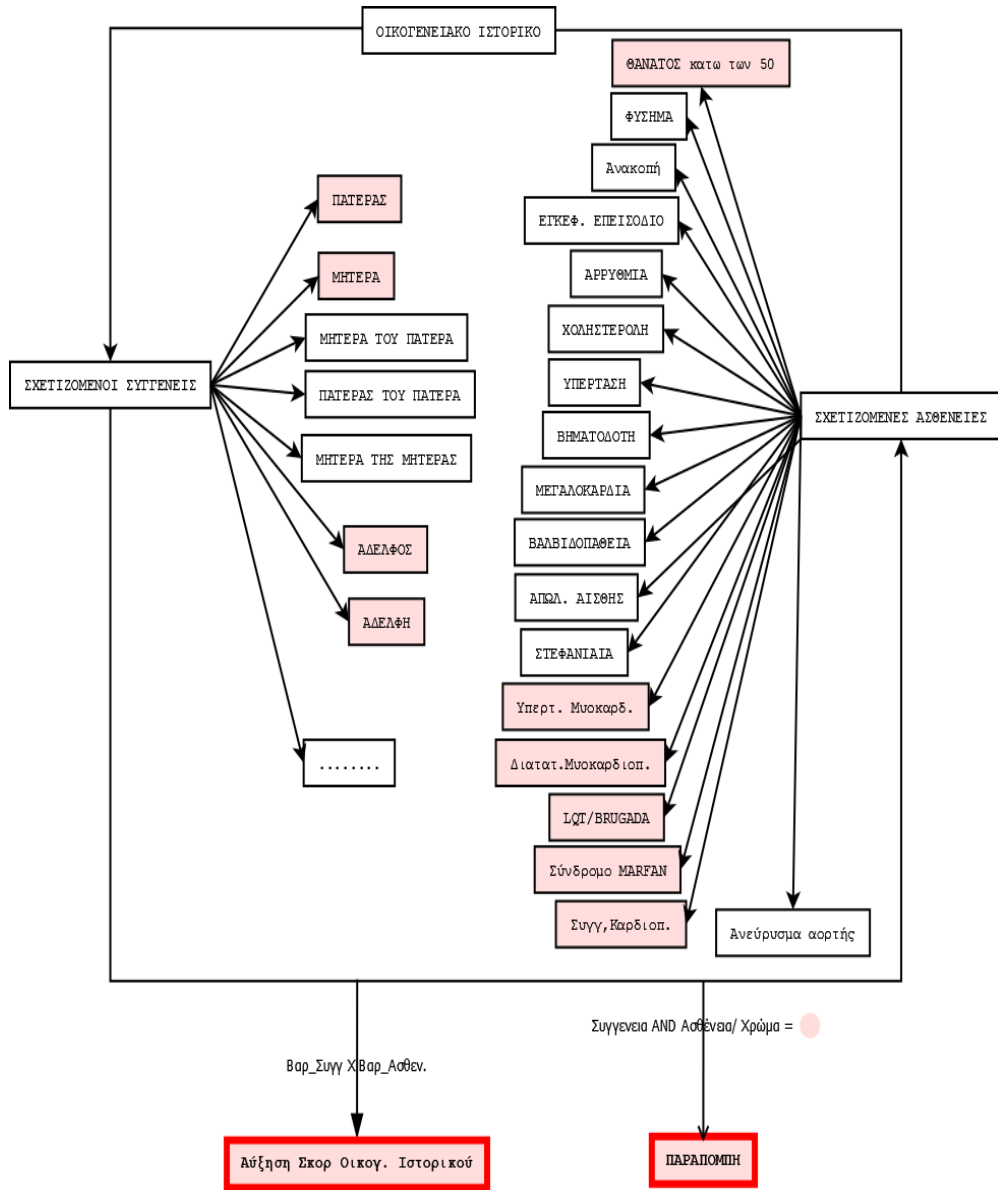 ΟΙΚΟΓΕΝΕΙΑΚΟ ΙΣΤΟΡΙΚΟ
ΣΧΕΤΙΖΟΜΕΝΟΙ ΣΥΓΓΕΝΕΙΣ
ΠΑΤΕΡΑΣ
ΜΗΤΕΡΑ
ΜΗΤΕΡΑ ΤΟΥ ΠΑΤΕΡΑ
ΠΑΤΕΡΑΣ ΤΟΥ ΠΑΤΕΡΑ
ΜΗΤΕΡΑ ΤΗΣ ΜΗΤΕΡΑΣ
ΑΔΕΛΦΟΣ
ΑΔΕΛΦΗ
........
ΘΑΝΑΤΟΣ κατω των 50
ΦΥΣΗΜΑ
Ανακοπή
ΕΓΚΕΦ. ΕΠΕΙΣΟΔΙΟ
ΑΡΡΥΘΜΙΑ
ΧΟΛΗΣΤΕΡΟΛΗ
ΥΠΕΡΤΑΣΗ
ΒΗΜΑΤΟΔΟΤΗ
ΜΕΓΑΛΟΚΑΡΔΙΑ
ΒΑΛΒΙΔΟΠΑΘΕΙΑ
ΑΠΩΛ. ΑΙΣΘΗΣ
ΣΤΕΦΑΝΙΑΙΑ
Υπερτ. Μυοκαρδ.
Διατατ.Μυοκαρδιοπ.
LQT/BRUGADA
Σύνδρομο MARFAN
Συγγ,Καρδιοπ.
Ανεύρυσμα αορτής
ΣΧΕΤΙΖΟΜΕΝΕΣ ΑΣΘΕΝΕΙΕΣ
Συγγενεια AND Ασθένεια/ Χρώμα =
Βαρ_Συγγ X Βαρ_Ασθεν.
Αύξηση Σκορ Οικογ. Ιστορικού
ΠΑΡΑΠΟΜΠΗ